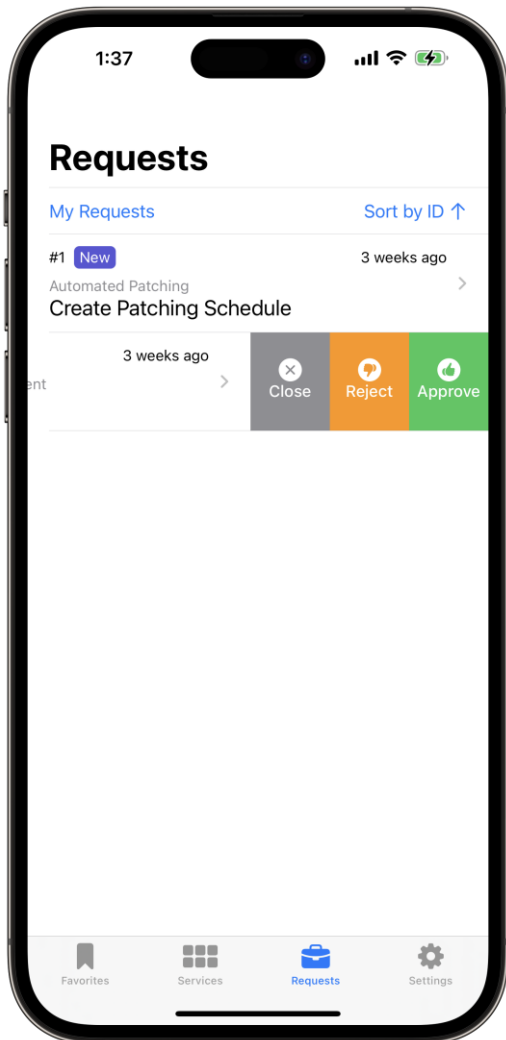 1:37
Requests
My Requests Sort by ID ↑
#1 New 3 weeks ago
Automated Patching
Create Patching Schedule
3 weeks ago
ent
Close Reject Approve
Favorites Services Requests Settings